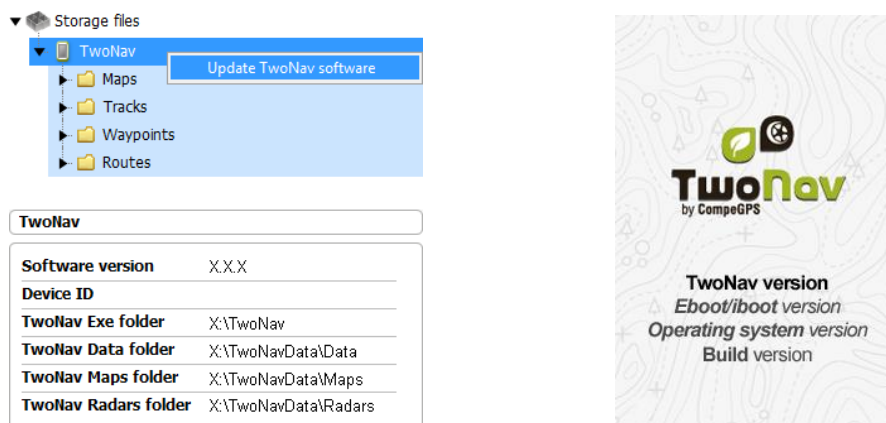 Storage files
TwoNav
Update TwoNav software
Maps
Tracks
Waypoints
Routes
TwoNav
Software version X.X.X
Device ID
TwoNav Exe folder X:\TwoNav
TwoNav Data folder X:\TwoNavData\Data
TwoNav Maps folder X:\TwoNavData\Maps
TwoNav Radars folder X:\TwoNavData\Radars
TwoNav
by CompeGPS
TwoNav version
Eboot/iboot version
Operating system version
Build version